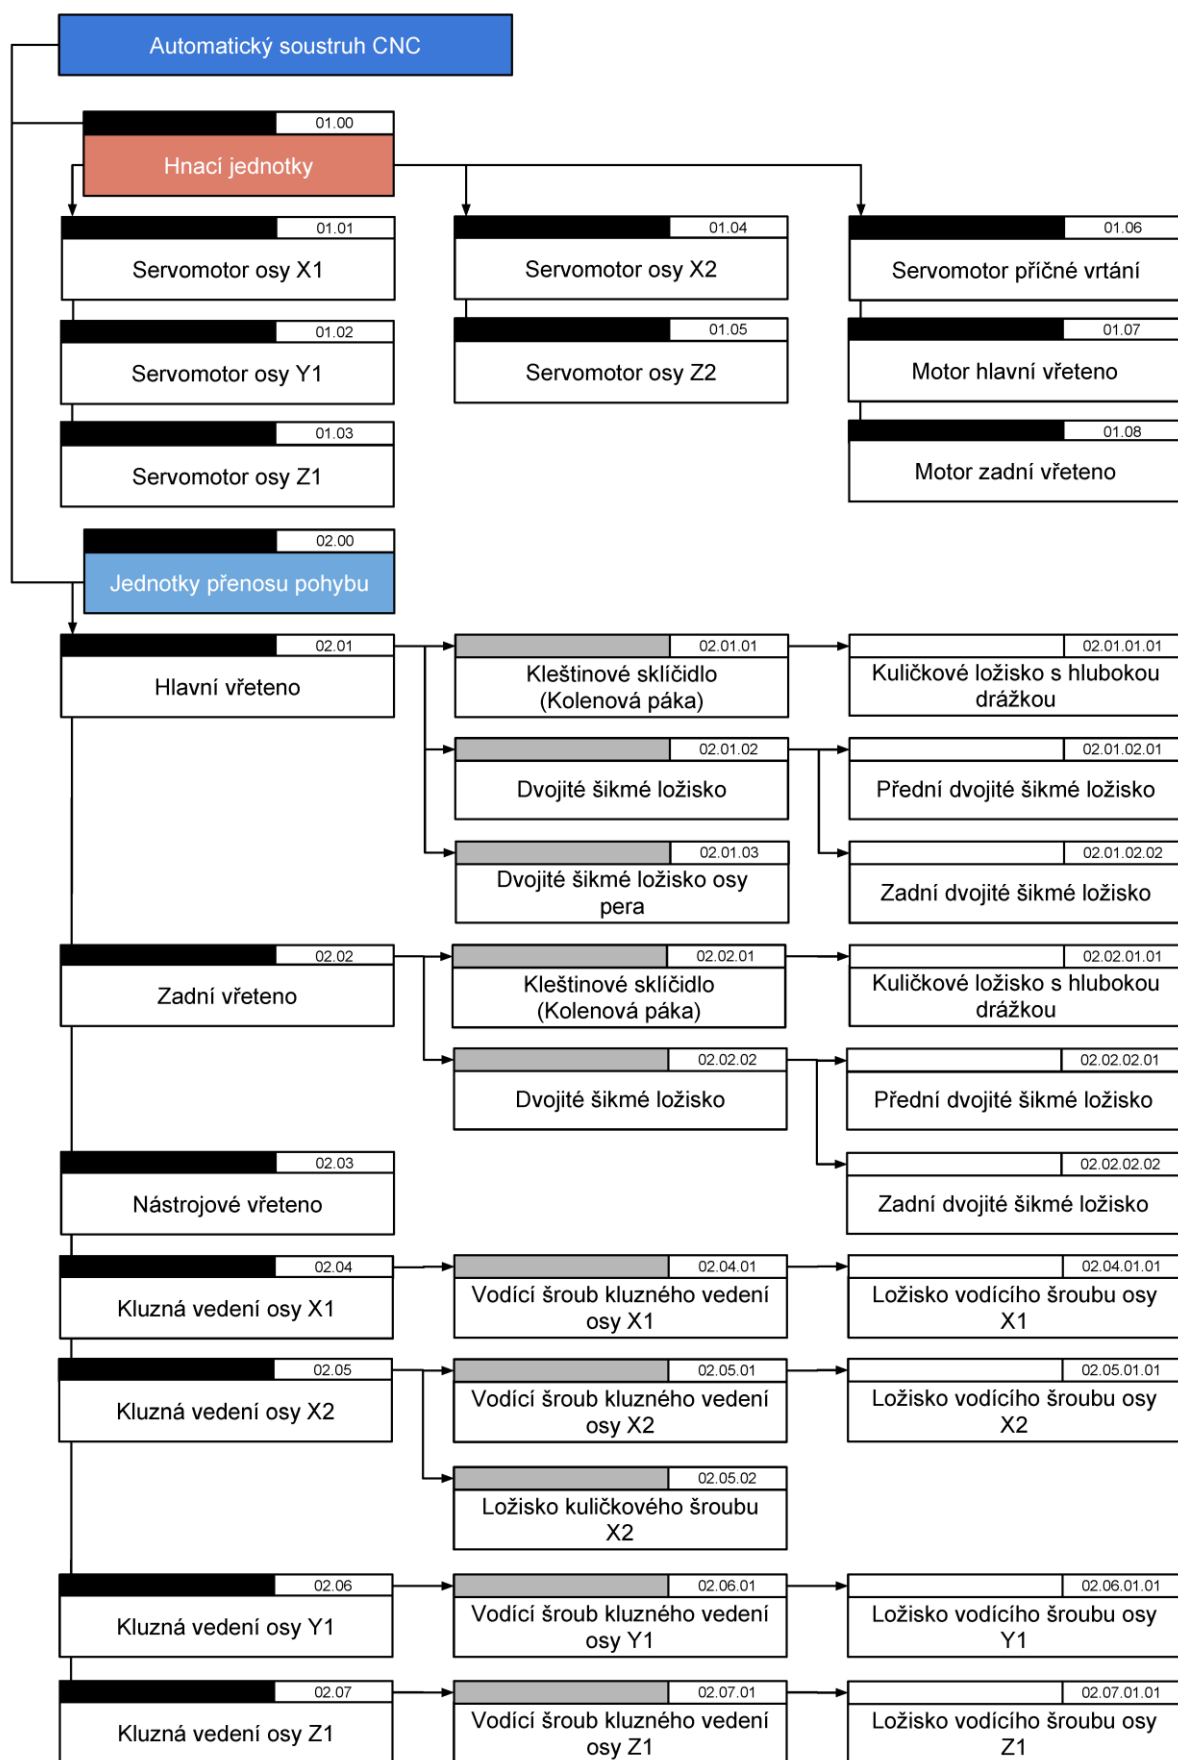 Automatický soustruh CNC
01.00
Hnací jednotky
01.01
Servomotor osy X1
01.04
Servomotor osy X2
01.06
Servomotor příčné vrtání
01.02
Servomotor osy Y1
01.05
Servomotor osy Z2
01.07
Motor hlavní vřeteno
01.03
Servomotor osy Z1
01.08
Motor zadní vřeteno
02.00
Jednotky přenosu pohybu
02.01
Hlavní vřeteno
02.01.01
Kleštinové sklíčidlo
(Kolenová páka)
02.01.01.01
Kuličkové ložisko s hlubokou
drážkou
02.01.02
Dvojité šikmé ložisko
02.01.02.01
Přední dvojité šikmé ložisko
02.01.03
Dvojité šikmé ložisko osy
pera
02.01.02.02
Zadní dvojité šikmé ložisko
02.02
Zadní vřeteno
02.02.01
Kleštinové sklíčidlo
(Kolenová páka)
02.02.01.01
Kuličkové ložisko s hlubokou
drážkou
02.02.02
Dvojité šikmé ložisko
02.02.02.01
Přední dvojité šikmé ložisko
02.03
Nástrojové vřeteno
02.02.02.02
Zadní dvojité šikmé ložisko
02.04
Kluzná vedení osy X1
02.04.01
Vodící šroub kluzného vedení
osy X1
02.04.01.01
Ložisko vodícího šroubu osy
X1
02.05
Kluzná vedení osy X2
02.05.01
Vodící šroub kluzného vedení
osy X2
02.05.01.01
Ložisko vodícího šroubu osy
X2
02.05.02
Ložisko kuličkového šroubu
X2
02.06
Kluzná vedení osy Y1
02.06.01
Vodící šroub kluzného vedení
osy Y1
02.06.01.01
Ložisko vodícího šroubu osy
Y1
02.07
Kluzná vedení osy Z1
02.07.01
Vodící šroub kluzného vedení
osy Z1
02.07.01.01
Ložisko vodícího šroubu osy
Z1